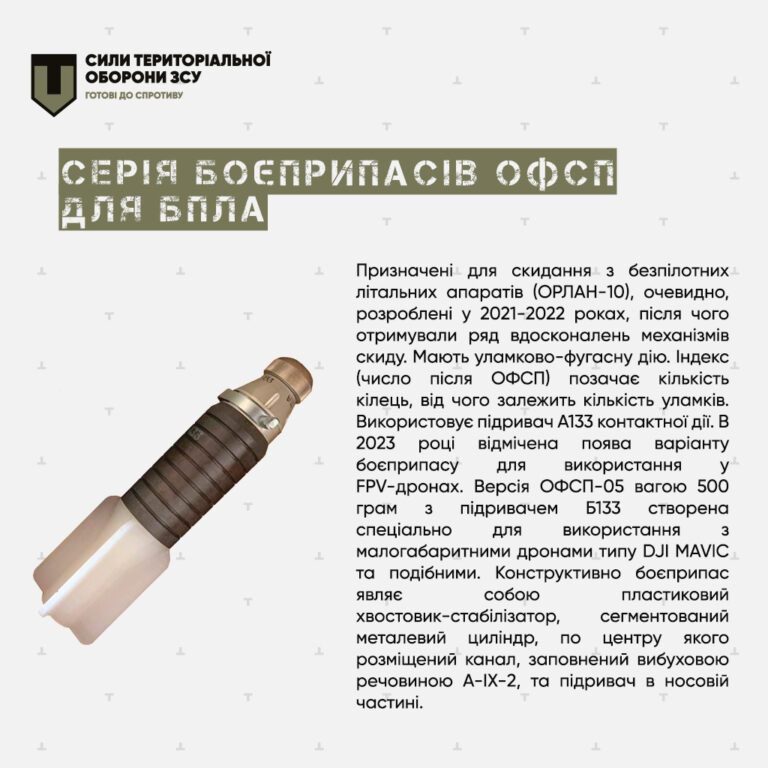 СИЛИ ТЕРИТОРІАЛЬНОЇ
ОБОРОНИ ЗСУ
ГОТОВІ ДО СПРОТИВУ
СЕРІЯ БОЄПРИПАСІВ ОФСП
ДЛЯ БПЛА
Призначені для скидання з безпілотних
літальних апаратів (ОРЛАН-10), очевидно,
розроблені у 2021-2022 роках, після чого
отримували ряд вдосконалень механізмів
скиду. Мають уламково-фугасну дію. Індекс
(число після ОФСП) позачає кількість
кілець, від чого залежить кількість уламків.
Використовує підривач А133 контактної дії. В
2023 році відмічена поява варіанту
боєприпасу для використання у
FPV-дронах. Версія ОФСП-05 вагою 500
грам з підривачем Б133 створена
спеціально для використання з
малогабаритними дронами типу DJI MAVIC
та подібними. Конструктивно боєприпас
являє собою пластиковий
хвостовик-стабілізатор, сегментований
металевий циліндр, по центру якого
розміщений канал, заповнений вибуховою
речовиною А-ІХ-2, та підривач в носовій
частині.